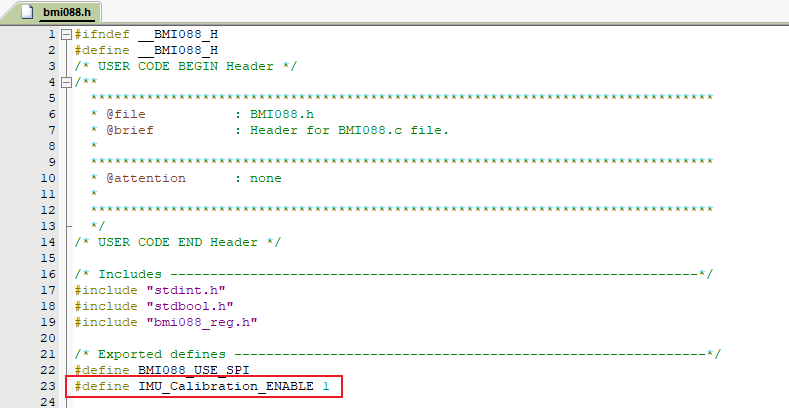 bmi088.h
1 #ifndef __BMI088_H
2 #define __BMI088_H
3 /* USER CODE BEGIN Header */
4 /**
5 ******************************************************************************
6 * @file : BMI088.h
7 * @brief : Header for BMI088.c file.
8 *
9 ******************************************************************************
10 * @attention : none
11 *
12 ******************************************************************************
13 */
14 /* USER CODE END Header */
15
16 /* Includes ------------------------------------------------------------------*/
17 #include "stdint.h"
18 #include "stdbool.h"
19 #include "bmi088_reg.h"
20
21 /* Exported defines -----------------------------------------------------------*/
22 #define BMI088_USE_SPI
23 #define IMU_Calibration_ENABLE 1
24